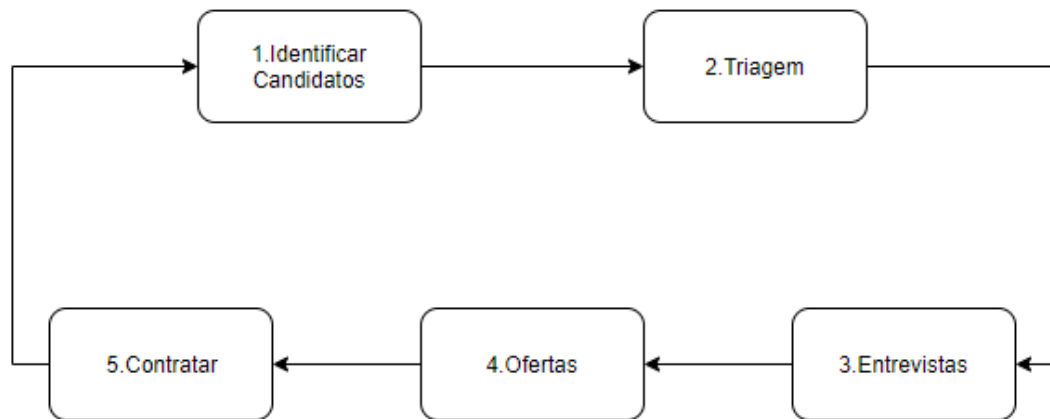 1.Identificar
Candidatos
2.Triagem
5.Contratar
4.Ofertas
3.Entrevistas